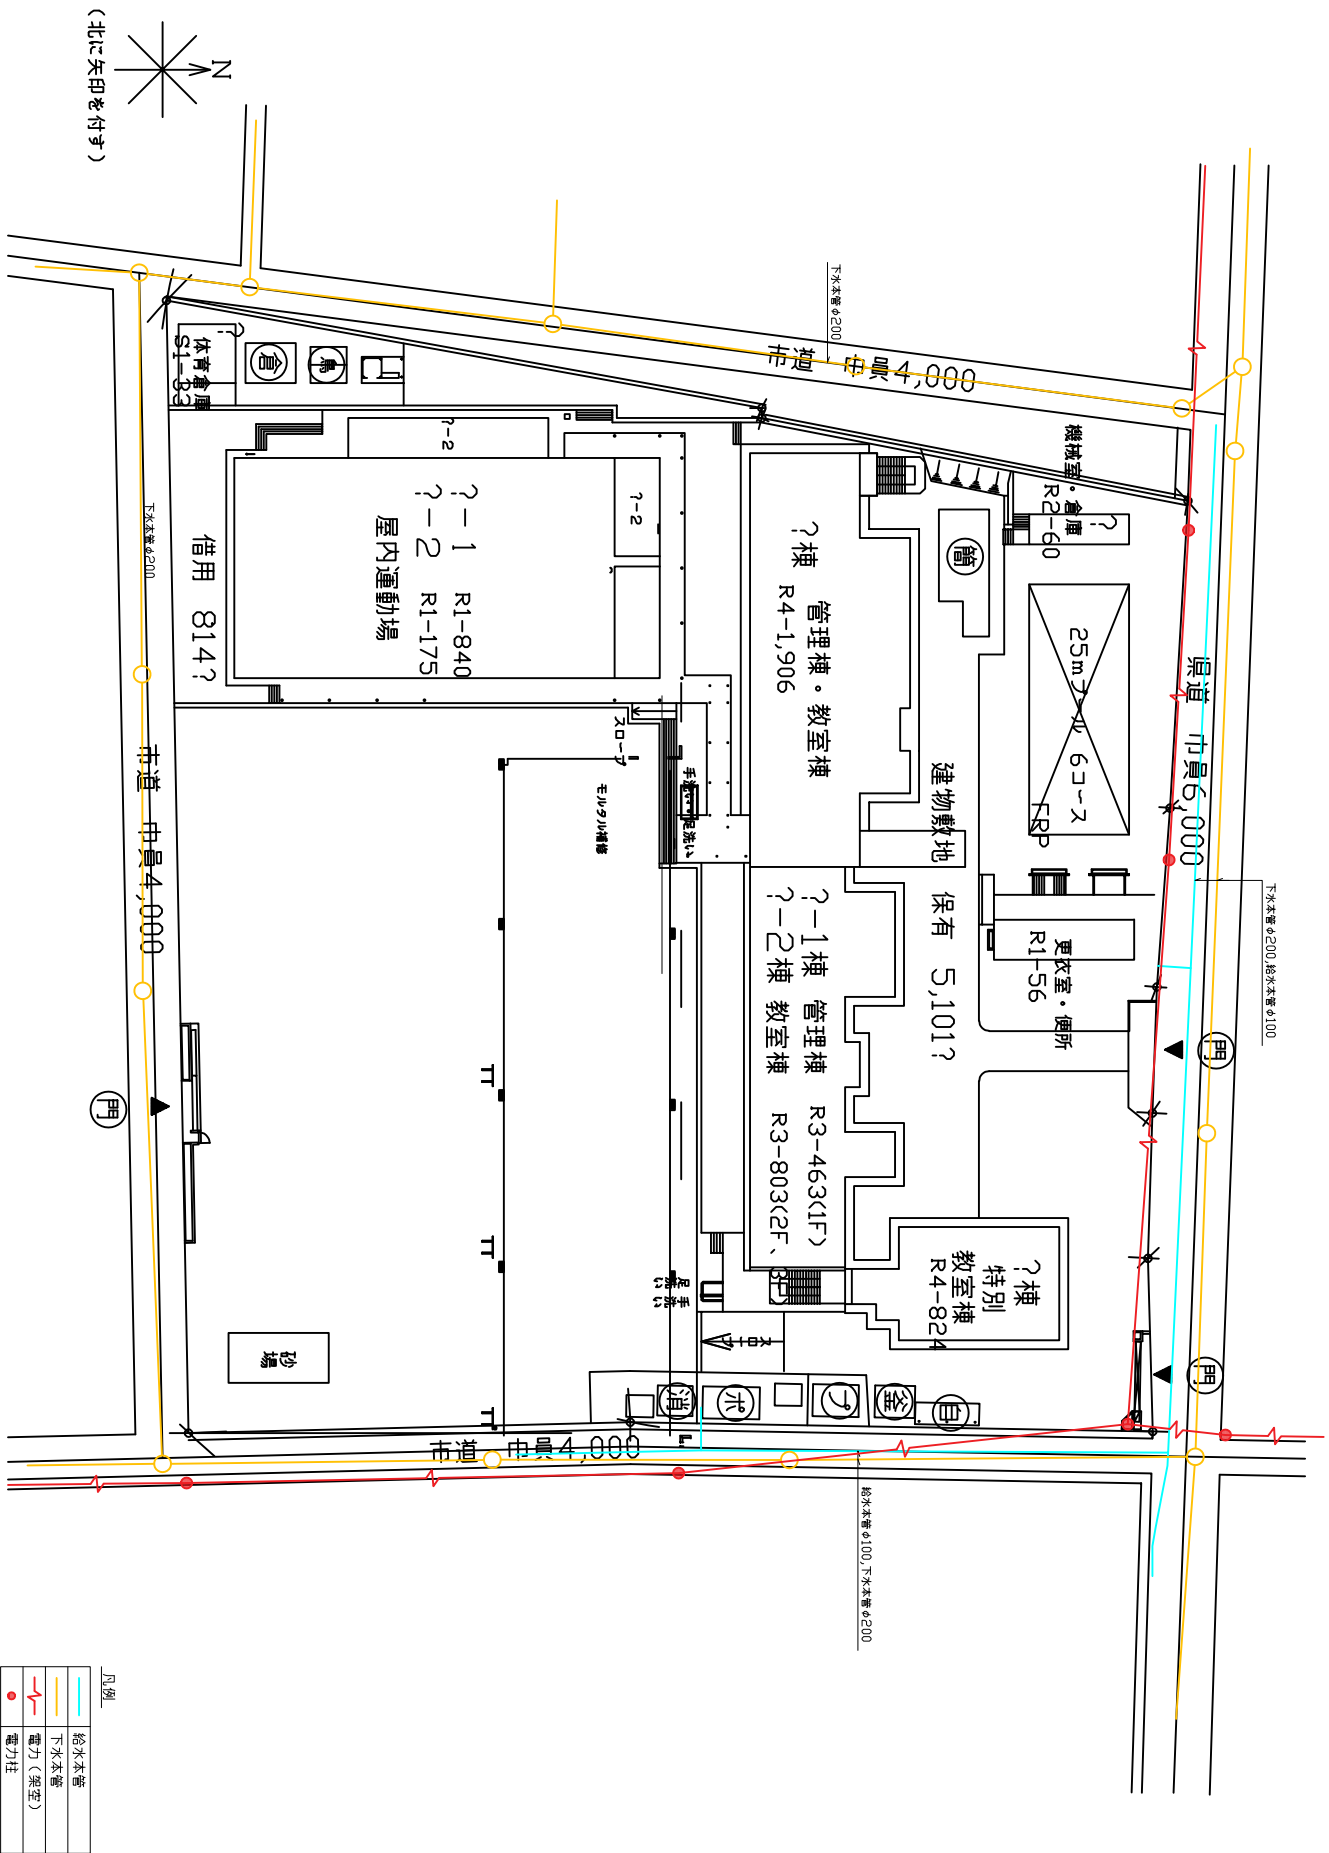 N
(北に矢印を付す)
下水本管φ200
市道 巾員4,000
機械室・倉庫
?
R2-60
?
体育倉庫
S1-33
倉
鳥
?-2
?-2
?-1 R1-840
?-2 R1-175
屋内運動場
借用 814?
下水本管φ200
市道 巾員4,000
?棟 管理棟・教室棟
R4-1,906
簡
25mプール 6コース
FRP
県道 巾員6,000
下水本管φ200,給水本管φ100
建物敷地 保有 5,101?
更衣室・便所
R1-56
スロープ
モルタル補修
手洗い・足洗い
?-1棟 管理棟 R3-463(1F)
?-2棟 教室棟 R3-803(2F、3F)
?棟
特別
教室棟
R4-824
門
門
門
手洗い
足洗い
スロープ
砂場
消
ポ
プ
釜
自
市道 巾員4,000
給水本管φ100,下水本管φ200
凡例
給水本管
下水本管
電力(架空)
電力柱